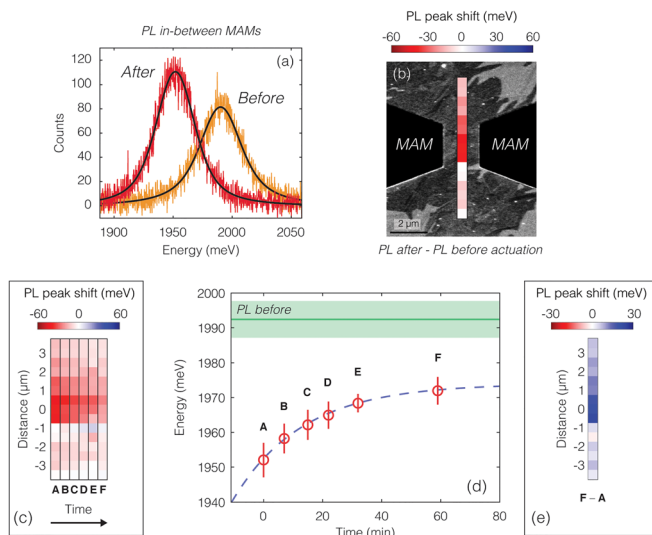 PL in-between MAMs
(a)
After
Before
Counts
120
100
80
60
40
20
0
1900 1950 2000 2050
Energy (meV)
PL peak shift (meV)
-60 -30 0 30 60
(b)
MAM MAM
2 µm
PL after - PL before actuation
PL peak shift (meV)
-60 -30 0 30 60
Distance (µm)
3
2
1
0
-1
-2
-3
A B C D E F
(c)
Time
Energy (meV)
2000
1990
1980
1970
1960
1950
1940
PL before
A
B
C
D
E
F
(d)
0 20 40 60 80
Time (min)
PL peak shift (meV)
-30 0 30
Distance (µm)
3
2
1
0
-1
-2
-3
F - A
(e)